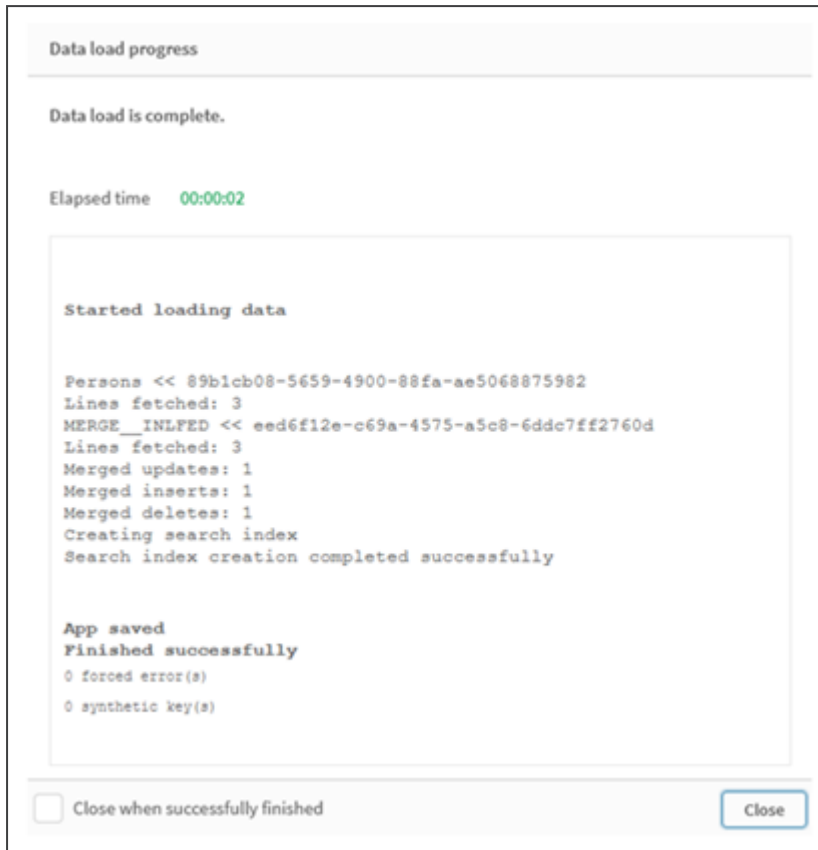 Data load progress
Data load is complete.
Elapsed time 00:00:02
Started loading data
Persons << 89b1cb08-5659-4900-88fa-ae5068875982
Lines fetched: 3
MERGE__INLFED << eed6f12e-c69a-4575-a5c8-6ddc7ff2760d
Lines fetched: 3
Merged updates: 1
Merged inserts: 1
Merged deletes: 1
Creating search index
Search index creation completed successfully
App saved
Finished successfully
0 forced error(s)
0 synthetic key(s)
Close when successfully finished
Close